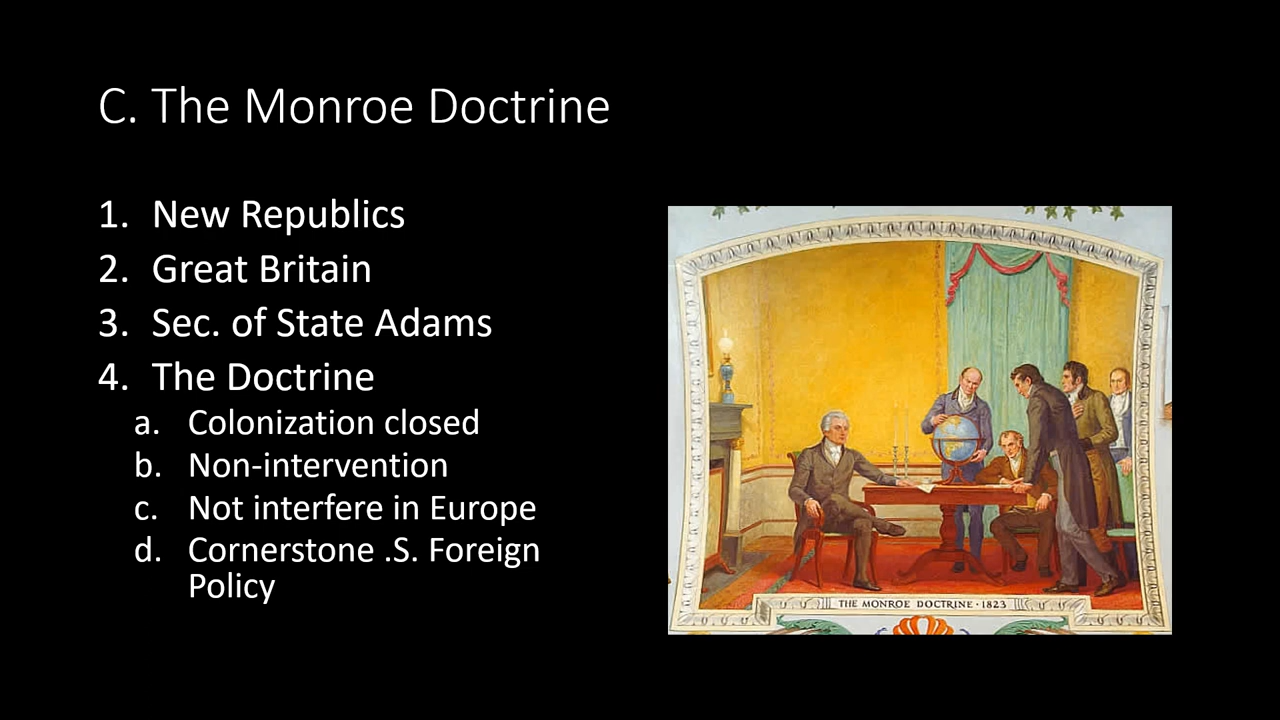 C. The Monroe Doctrine
1. New Republics
2. Great Britain
3. Sec. of State Adams
4. The Doctrine
a. Colonization closed
b. Non-intervention
c. Not interfere in Europe
d. Cornerstone .S. Foreign
Policy
THE MONROE DOCTRINE · 1823